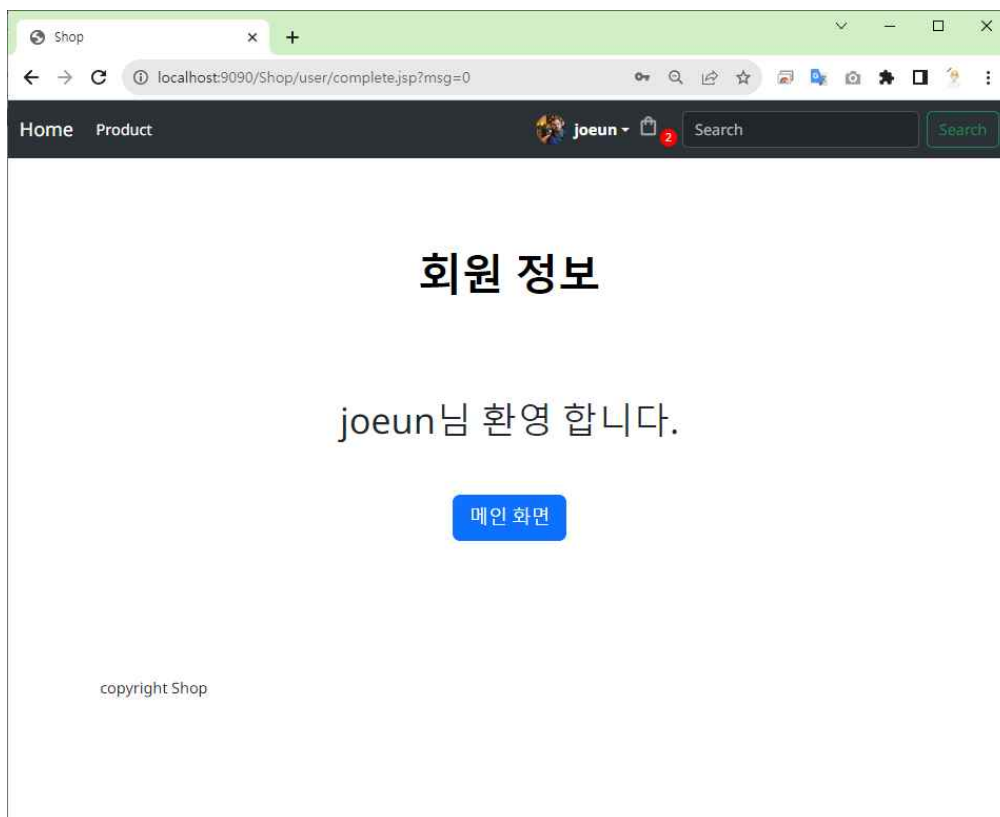 Shop
localhost:9090/Shop/user/complete.jsp?msg=0
Home Product joeun 2 Search Search
회원 정보
joeun님 환영 합니다.
메인 화면
copyright Shop